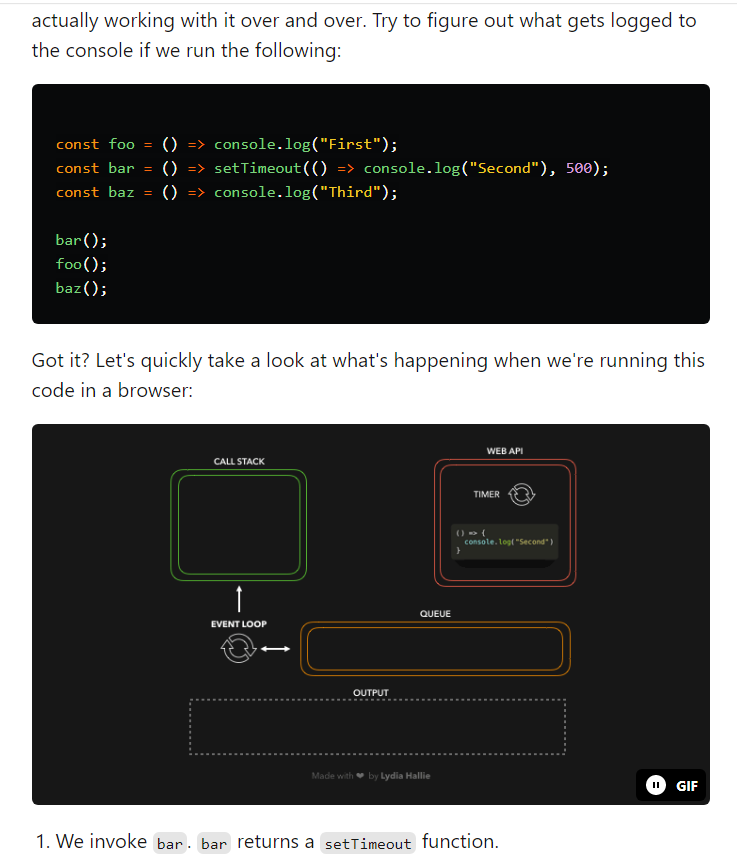 actually working with it over and over. Try to figure out what gets logged to
the console if we run the following:
const foo = () => console.log("First");
const bar = () => setTimeout(() => console.log("Second"), 500);
const baz = () => console.log("Third");
bar();
foo();
baz();
Got it? Let's quickly take a look at what's happening when we're running this
code in a browser:
CALL STACK
WEB API
TIMER
() => {
console.log("Second")
}
EVENT LOOP
QUEUE
OUTPUT
Made with ❤ by Lydia Hallie
GIF
1. We invoke bar. bar returns a setTimeout function.